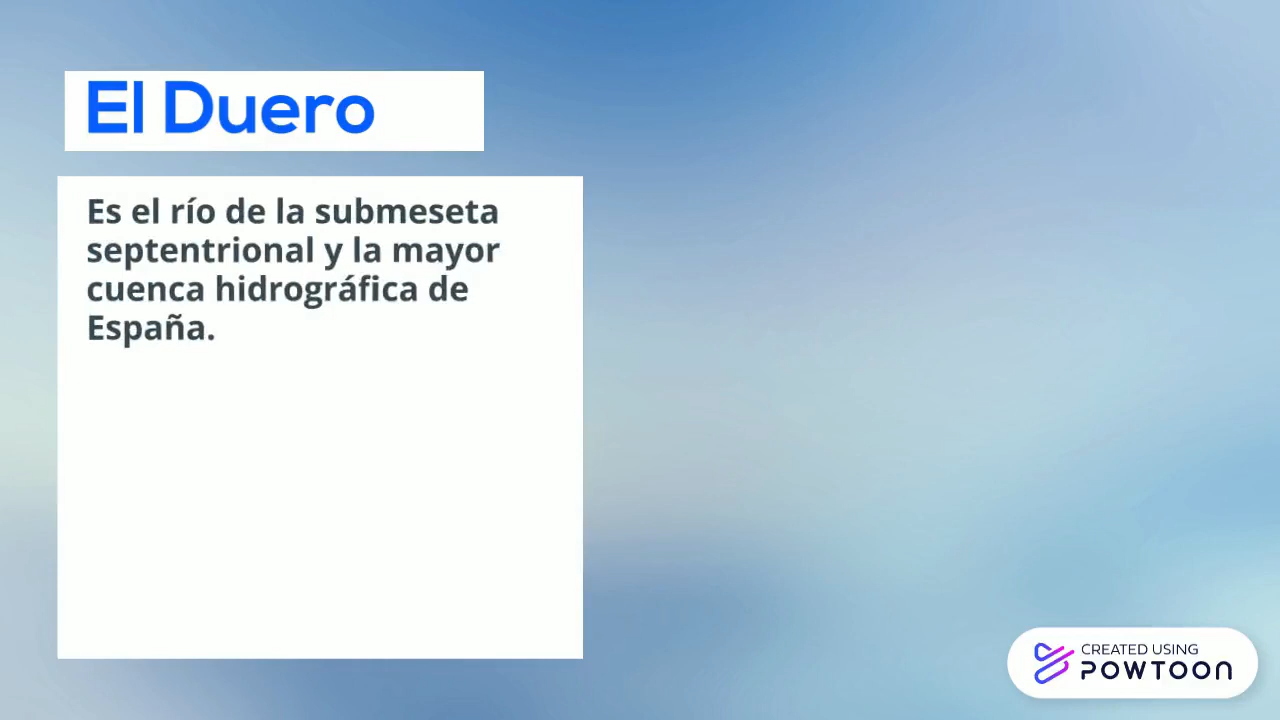 El Duero
Es el río de la submeseta
septentrional y la mayor
cuenca hidrográfica de
España.
CREATED USING
POWTOON